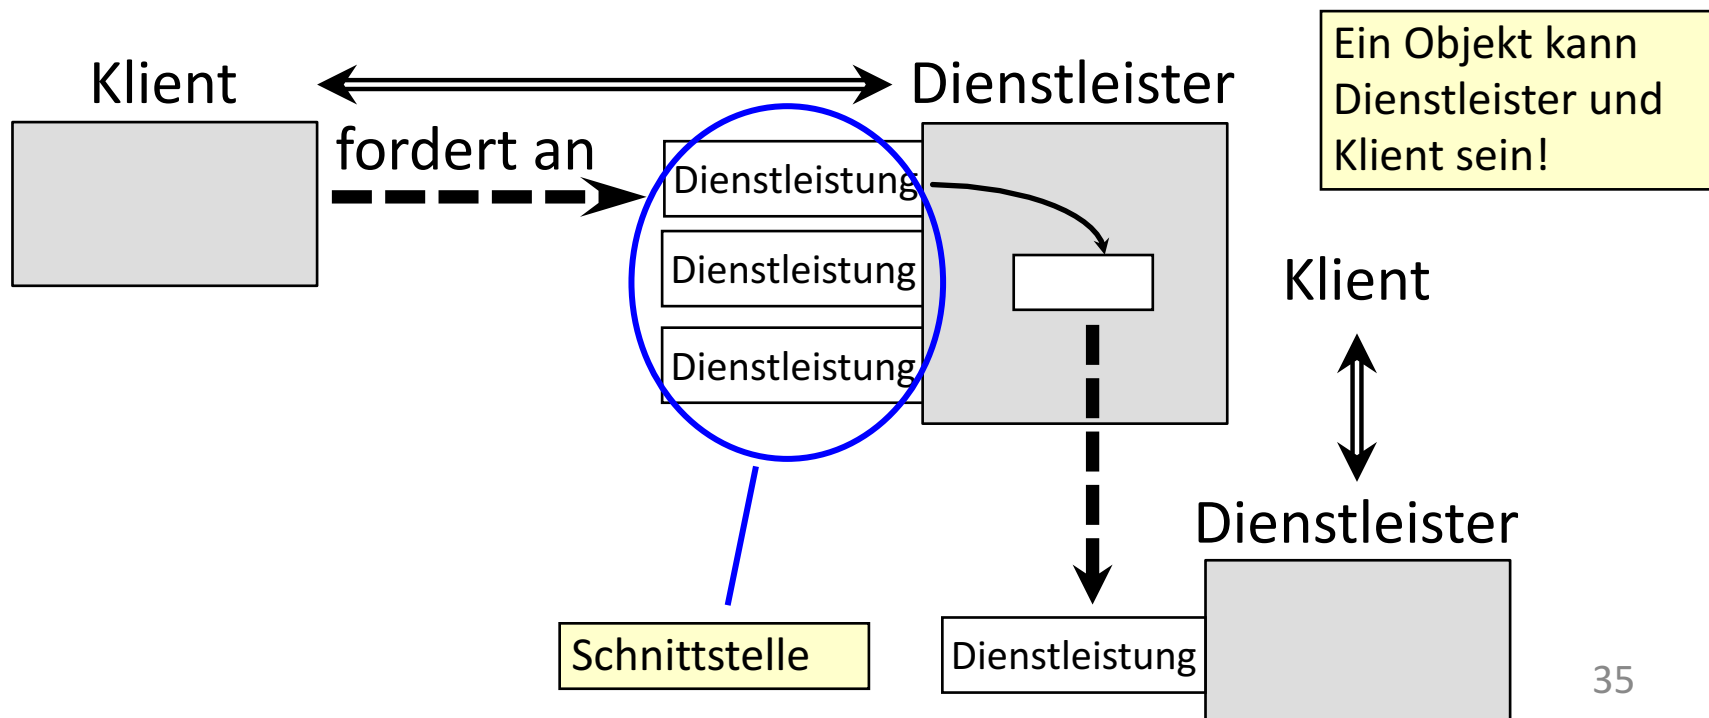 Klient
Dienstleister
Ein Objekt kann
Dienstleister und
Klient sein!
fordert an
Dienstleistung
Dienstleistung
Dienstleistung
Klient
Dienstleister
Schnittstelle
Dienstleistung
35